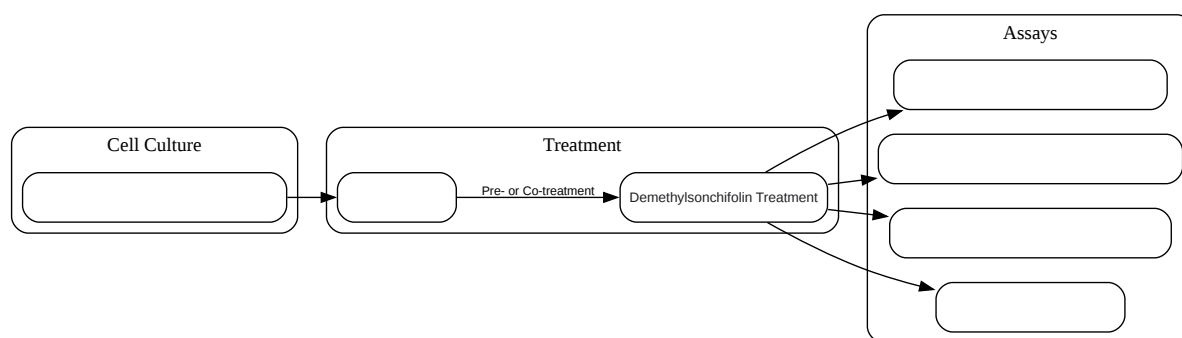 Assays
Cell Culture
Treatment
Pre- or Co-treatment
Demethylsonchifolin Treatment